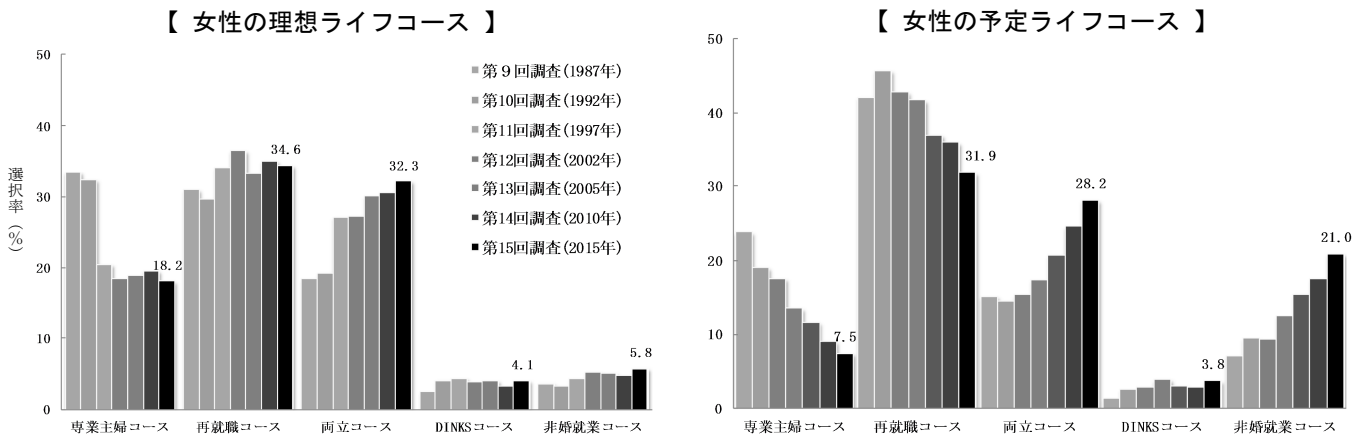 【 女性の理想ライフコース 】
50
40
30
20
10
0
選択率（%）
第９回調査(1987年)
第10回調査(1992年)
第11回調査(1997年)
第12回調査(2002年)
第13回調査(2005年)
第14回調査(2010年)
第15回調査(2015年)
18.2
34.6
32.3
4.1
5.8
専業主婦コース
再就職コース
両立コース
DINKSコース
非婚就業コース
【 女性の予定ライフコース 】
50
40
30
20
10
0
7.5
31.9
28.2
3.8
21.0
専業主婦コース
再就職コース
両立コース
DINKSコース
非婚就業コース